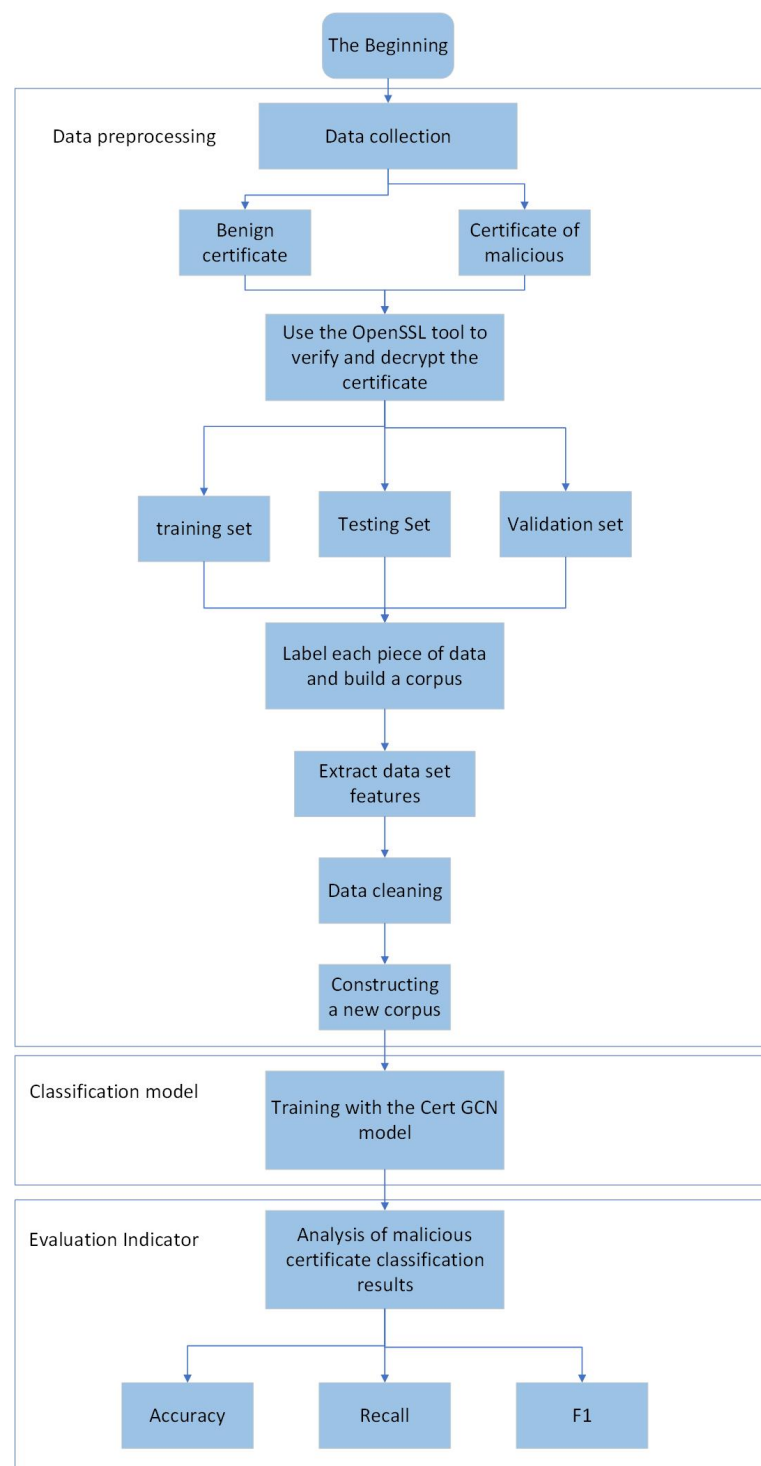 The Beginning
Data preprocessing
Data collection
Benign
certificate
Certificate of
malicious
Use the OpenSSL tool to
verify and decrypt the
certificate
training set
Testing Set
Validation set
Label each piece of data
and build a corpus
Extract data set
features
Data cleaning
Constructing
a new corpus
Classification model
Training with the Cert GCN
model
Evaluation Indicator
Analysis of malicious
certificate classification
results
Accuracy
Recall
F1